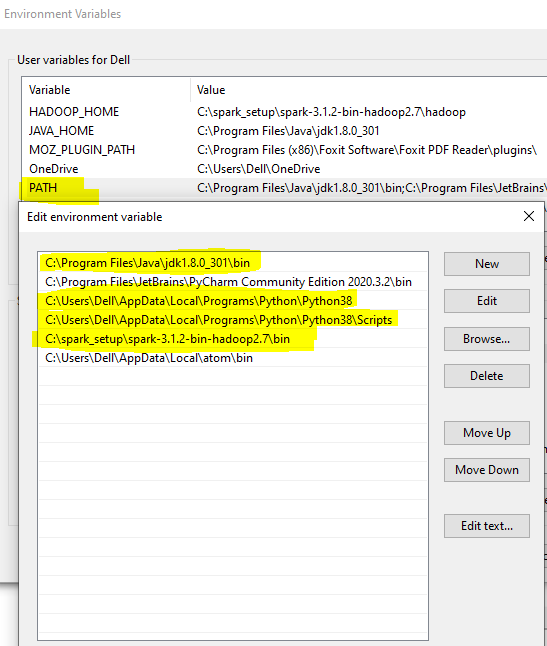 Environment Variables
User variables for Dell
Variable Value
HADOOP_HOME C:\spark_setup\spark-3.1.2-bin-hadoop2.7\hadoop
JAVA_HOME C:\Program Files\Java\jdk1.8.0_301
MOZ_PLUGIN_PATH C:\Program Files (x86)\Foxit Software\Foxit PDF Reader\plugins\
OneDrive C:\Users\Dell\OneDrive
PATH C:\Program Files\Java\jdk1.8.0_301\bin;C:\Program Files\JetBrains\
Edit environment variable
C:\Program Files\Java\jdk1.8.0_301\bin
C:\Program Files\JetBrains\PyCharm Community Edition 2020.3.2\bin
C:\Users\Dell\AppData\Local\Programs\Python\Python38
C:\Users\Dell\AppData\Local\Programs\Python\Python38\Scripts
C:\spark_setup\spark-3.1.2-bin-hadoop2.7\bin
C:\Users\Dell\AppData\Local\atom\bin
New
Edit
Browse...
Delete
Move Up
Move Down
Edit text...